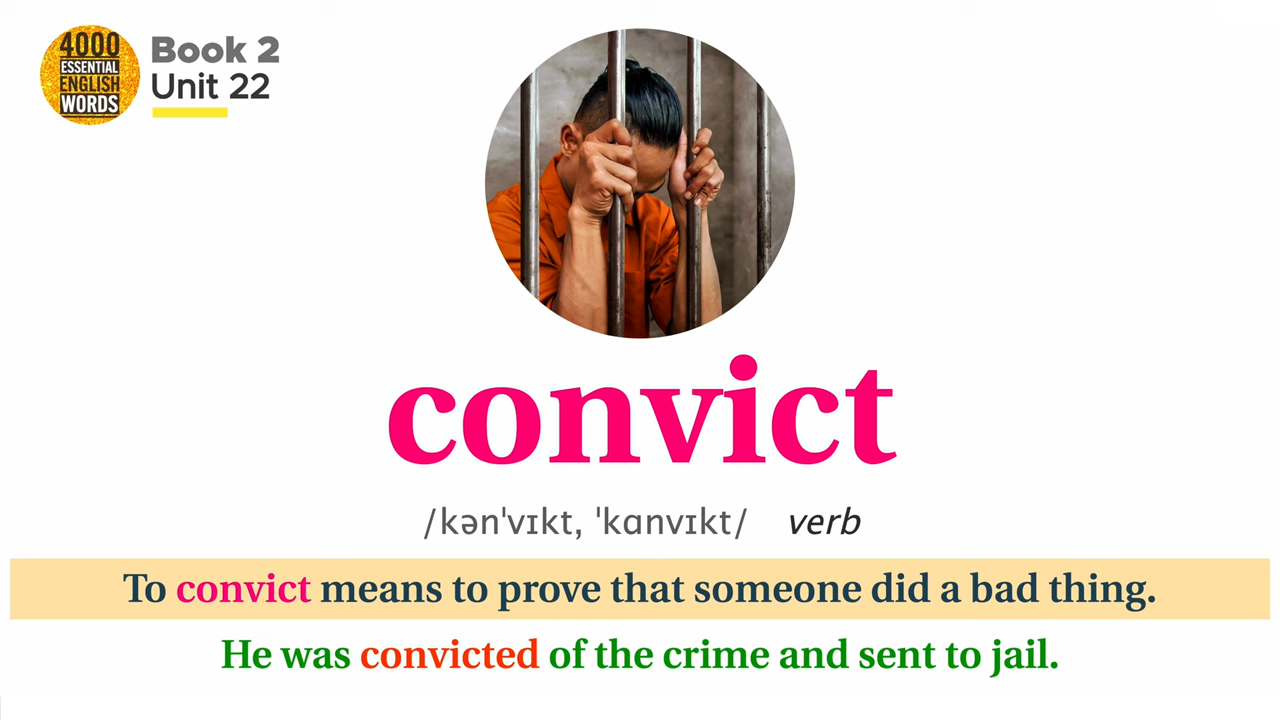 4000
ESSENTIAL
ENGLISH
WORDS
Book 2
Unit 22
convict
/kənˈvɪkt, ˈkɑnvɪkt/ verb
To convict means to prove that someone did a bad thing.
He was convicted of the crime and sent to jail.